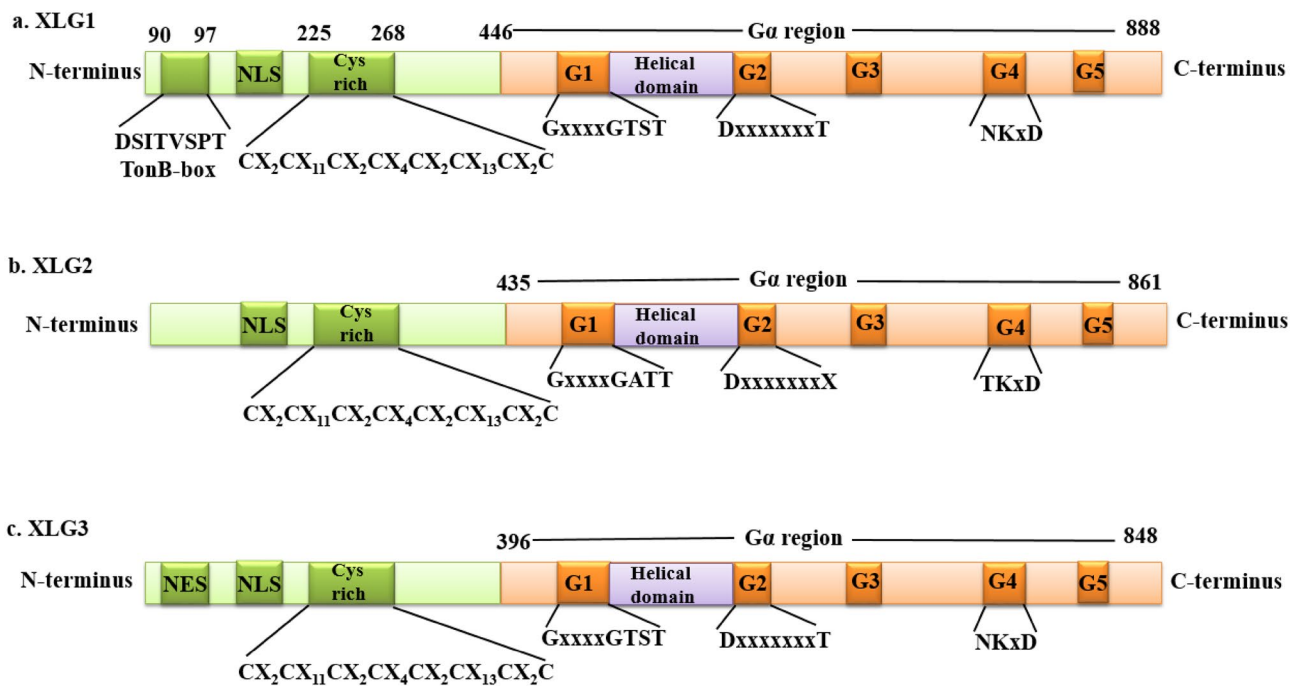 a. XLG1
90 97 225 268 446 Gα region 888
N-terminus NLS Cys rich G1 Helical domain G2 G3 G4 G5 C-terminus
GxxxxGTST DxxxxxxxT NKxD
DSITVSPT
TonB-box CX₂CX₁₁CX₂CX₄CX₂CX₁₃CX₂C
b. XLG2
435 Gα region 861
N-terminus NLS Cys rich G1 Helical domain G2 G3 G4 G5 C-terminus
GxxxxGATT DxxxxxxxX TKxD
CX₂CX₁₁CX₂CX₄CX₂CX₁₃CX₂C
c. XLG3
396 Gα region 848
N-terminus NES NLS Cys rich G1 Helical domain G2 G3 G4 G5 C-terminus
GxxxxGTST DxxxxxxxT NKxD
CX₂CX₁₁CX₂CX₄CX₂CX₁₃CX₂C